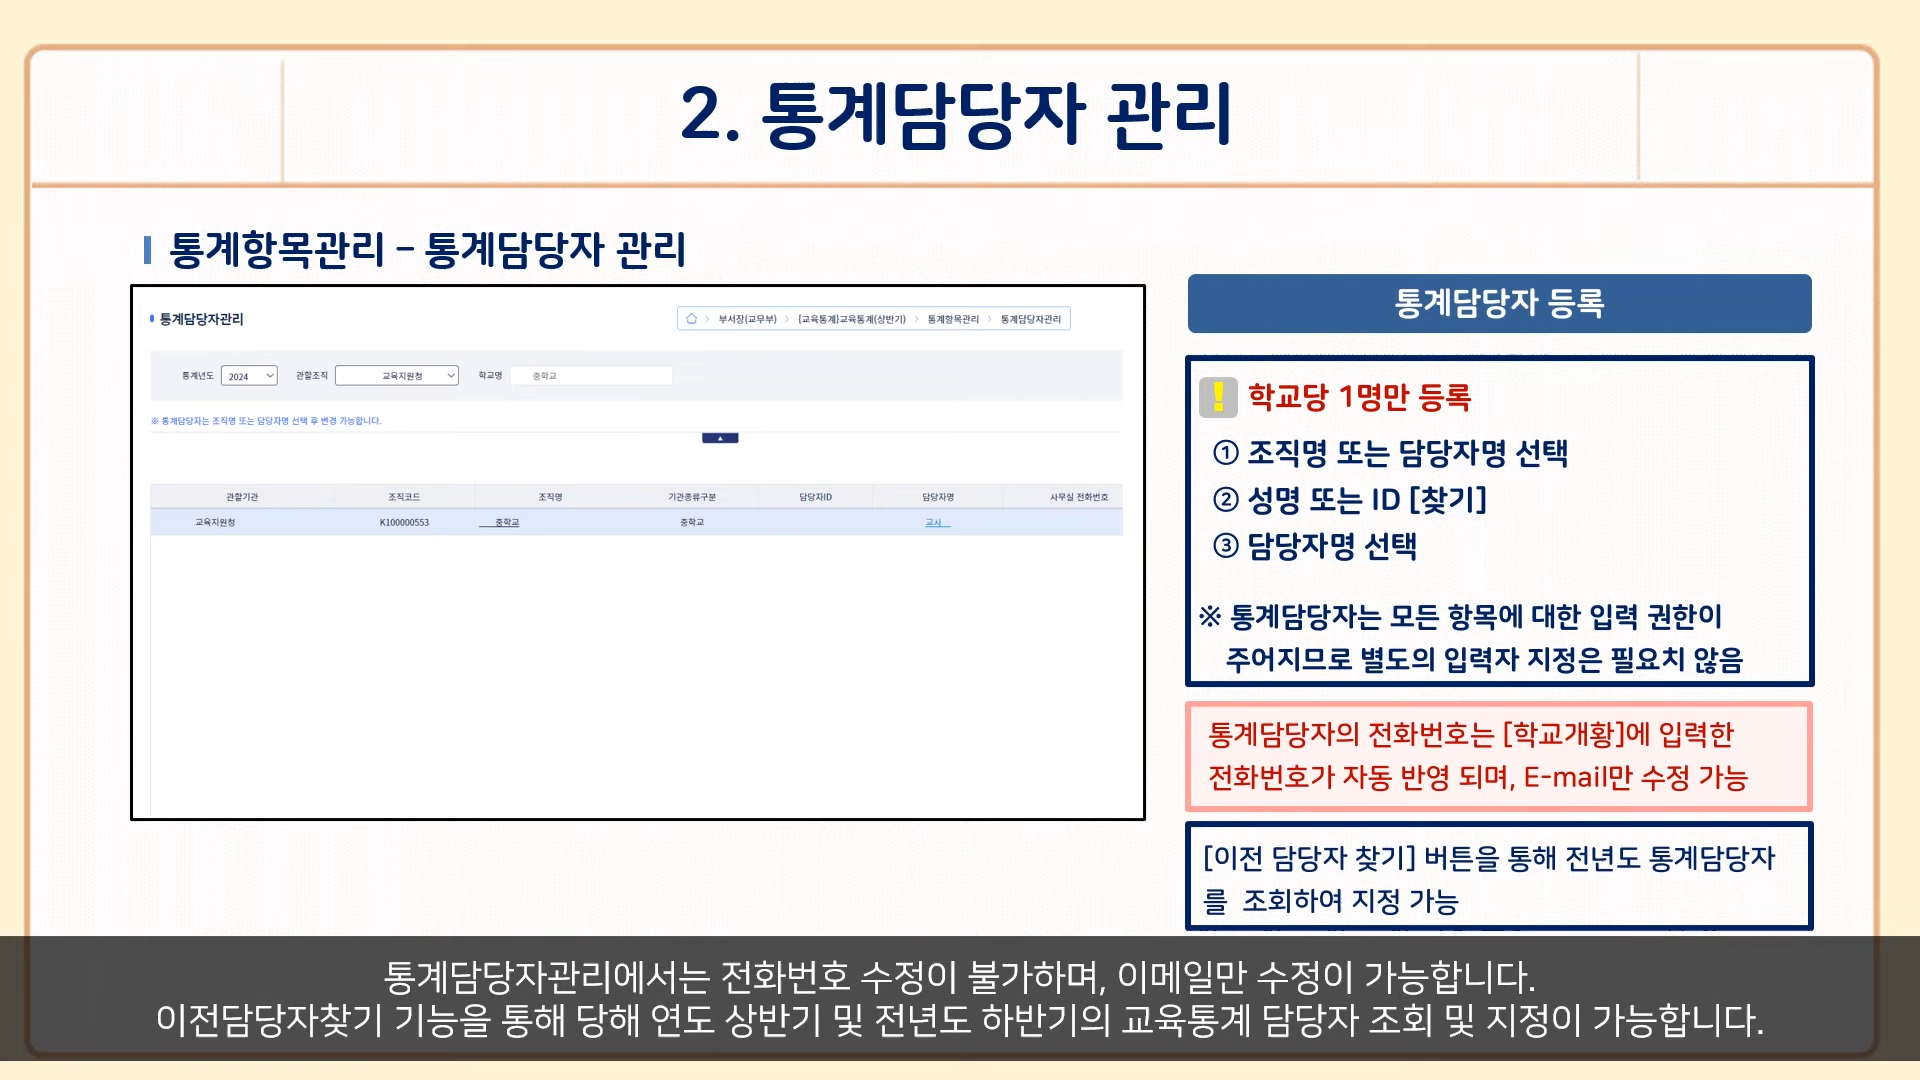 2. 통계담당자 관리
통계항목관리 – 통계담당자 관리
통계담당자관리
부서장(교무부) > {교육통계}교육통계(상반기) > 통계항목관리 > 통계담당자관리
통계년도 2024 관할조직 교육지원청 학교명 중학교
※ 통계담당자는 조직명 또는 담당자명 선택 후 변경 가능합니다.
관할기관 조직코드 조직명 기관종류구분 담당자ID 담당자명 사무실 전화번호
교육지원청 K100000553 중학교 중학교 교사
통계담당자 등록
! 학교당 1명만 등록
① 조직명 또는 담당자명 선택
② 성명 또는 ID [찾기]
③ 담당자명 선택
※ 통계담당자는 모든 항목에 대한 입력 권한이
주어지므로 별도의 입력자 지정은 필요치 않음
통계담당자의 전화번호는 [학교개황]에 입력한
전화번호가 자동 반영 되며, E-mail만 수정 가능
[이전 담당자 찾기] 버튼을 통해 전년도 통계담당자
를 조회하여 지정 가능
통계담당자관리에서는 전화번호 수정이 불가하며, 이메일만 수정이 가능합니다.
이전담당자찾기 기능을 통해 당해 연도 상반기 및 전년도 하반기의 교육통계 담당자 조회 및 지정이 가능합니다.